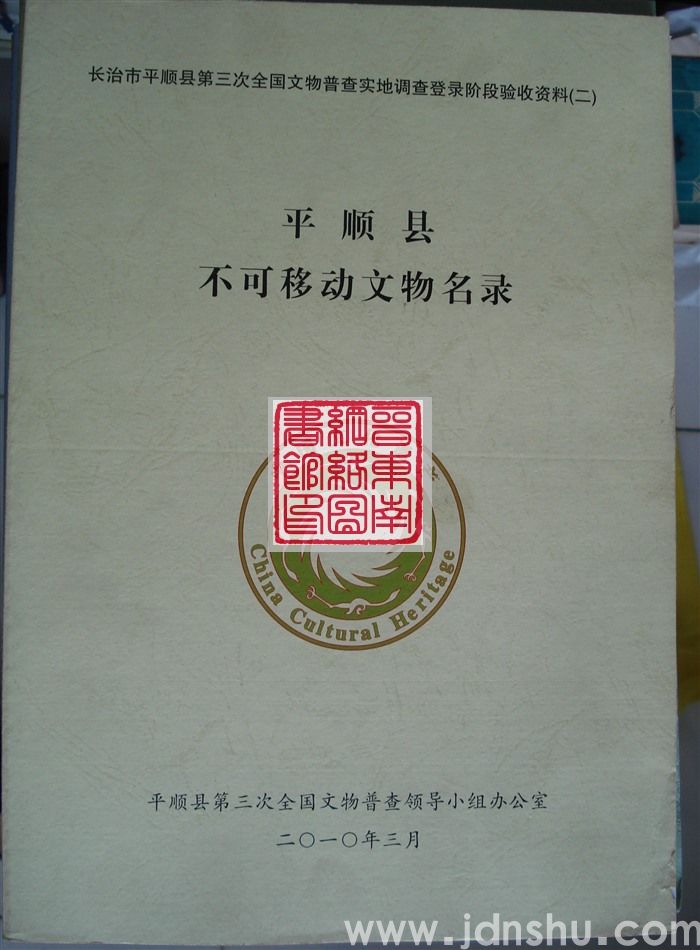 长治市平顺县第三次全国文物普查实地调查登录阶段验收资料(二)
平顺县
不可移动文物名录
晋东南
網絡圖
書館印
China Cultural Heritage
平顺县第三次全国文物普查领导小组办公室
二〇一〇年三月
www.jdnshu.com